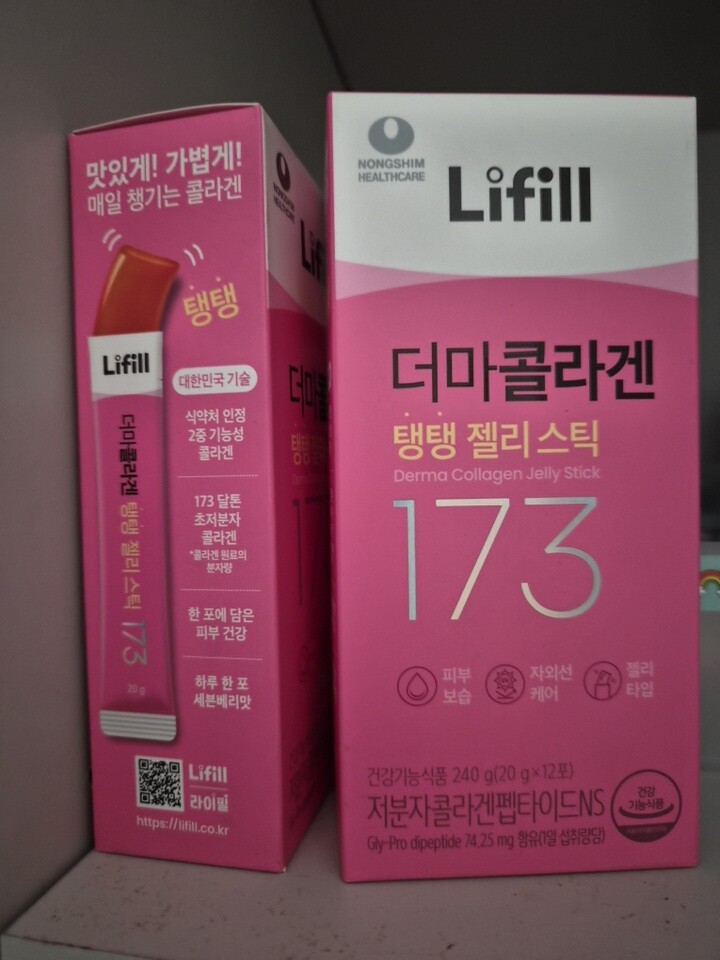 맛있게! 가볍게!
매일 챙기는 콜라겐
탱탱
Lifill
더마콜라겐 탱탱 젤리 스틱 173
20 g
대한민국 기술
식약처 인정
2중 기능성
콜라겐
173 달톤
초저분자
콜라겐
*콜라겐 원료의
분자량
한 포에 담은
피부 건강
하루 한 포
세븐베리맛
Lifill
라이필
https://lifill.co.kr
NONGSHIM
HEALTHCARE
NONGSHIM
HEALTHCARE
Lifill
더마콜라겐
탱탱 젤리 스틱
Derma Collagen Jelly Stick
173
피부
보습
자외선
케어
젤리
타입
건강기능식품 240 g(20 g×12포)
저분자콜라겐펩타이드NS
Gly-Pro dipeptide 74.25 mg 함유(1일 섭취량당)
건강
기능식품